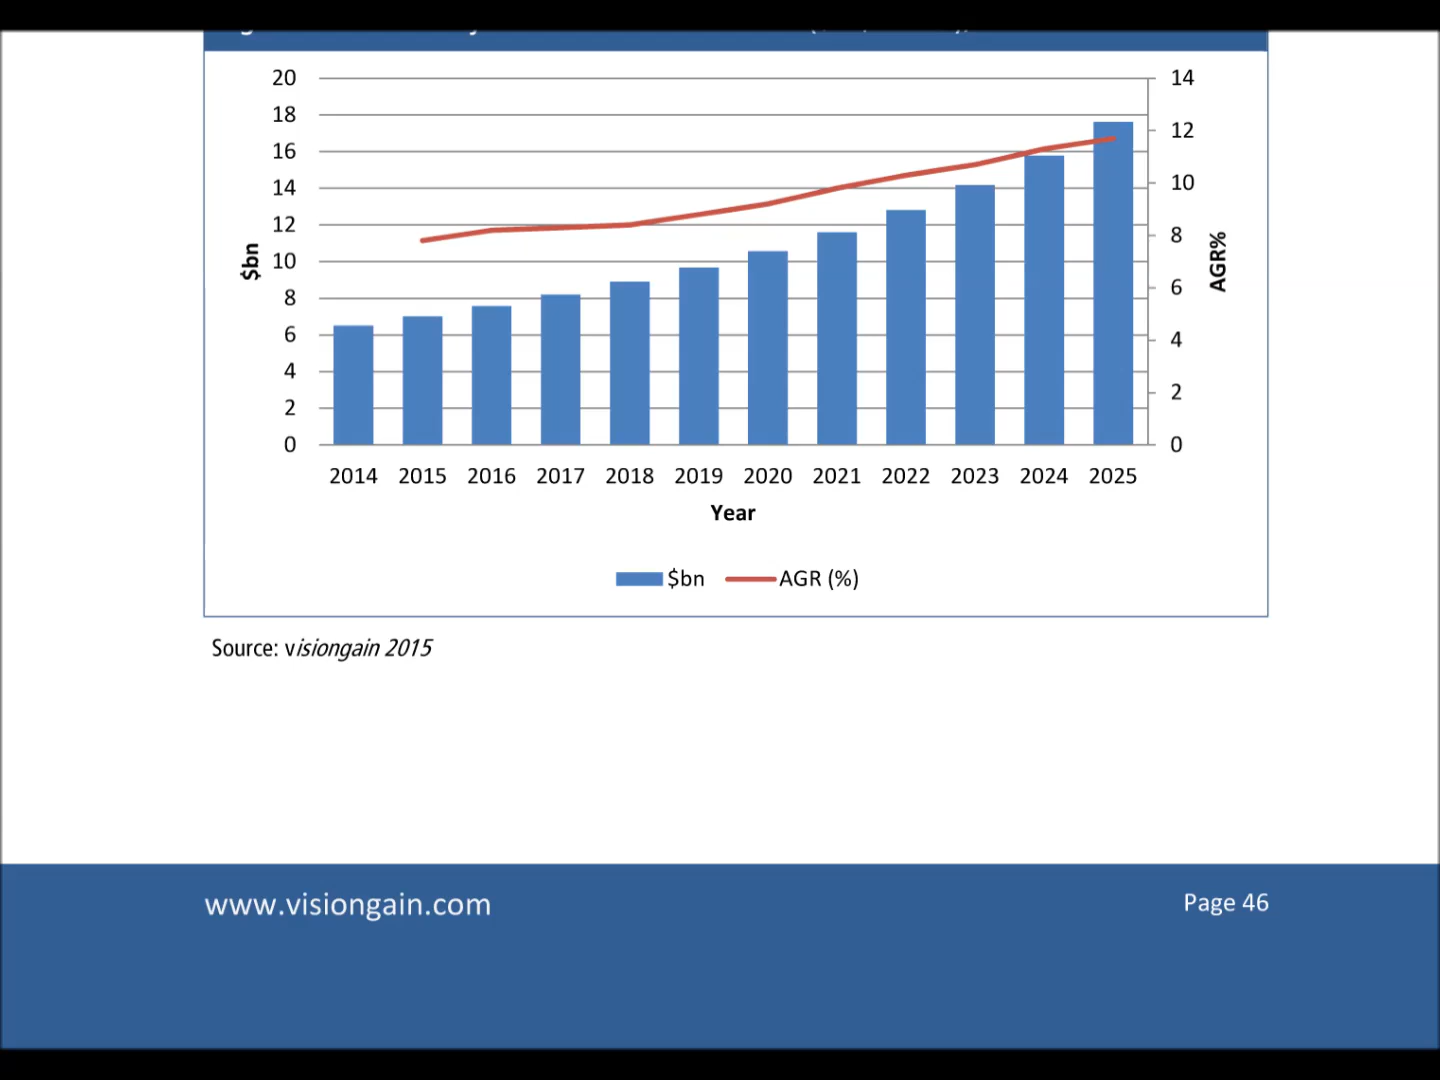 20
18
16
14
12
10
8
6
4
2
0
$bn
14
12
10
8
6
4
2
0
AGR%
2014 2015 2016 2017 2018 2019 2020 2021 2022 2023 2024 2025
Year
$bn AGR (%)
Source: visiongain 2015
www.visiongain.com
Page 46